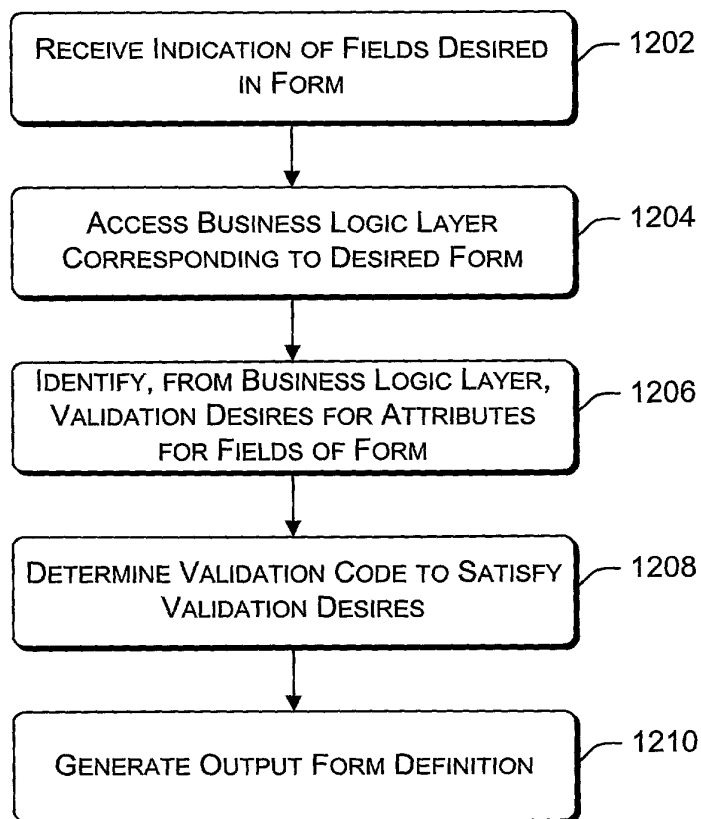 RECEIVE INDICATION OF FIELDS DESIRED
IN FORM
1202
ACCESS BUSINESS LOGIC LAYER
CORRESPONDING TO DESIRED FORM
1204
IDENTIFY, FROM BUSINESS LOGIC LAYER,
VALIDATION DESIRES FOR ATTRIBUTES
FOR FIELDS OF FORM
1206
DETERMINE VALIDATION CODE TO SATISFY
VALIDATION DESIRES
1208
GENERATE OUTPUT FORM DEFINITION
1210